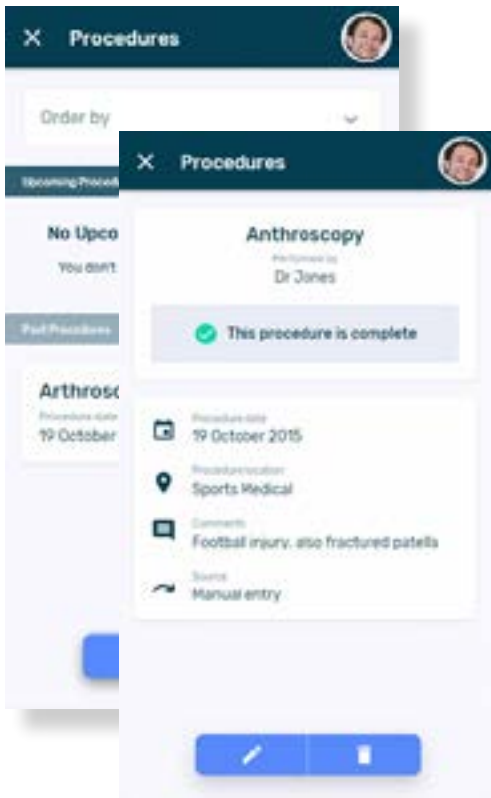 Procedures
Order by
Upcoming Proced
No Upco
You don't
Past Procedures
Arthrosc
Procedure date
19 October
Procedures
Anthroscopy
Performed by
Dr Jones
This procedure is complete
Procedure date
19 October 2015
Procedure location
Sports Medical
Comments
Football injury, also fractured patella
Source
Manual entry